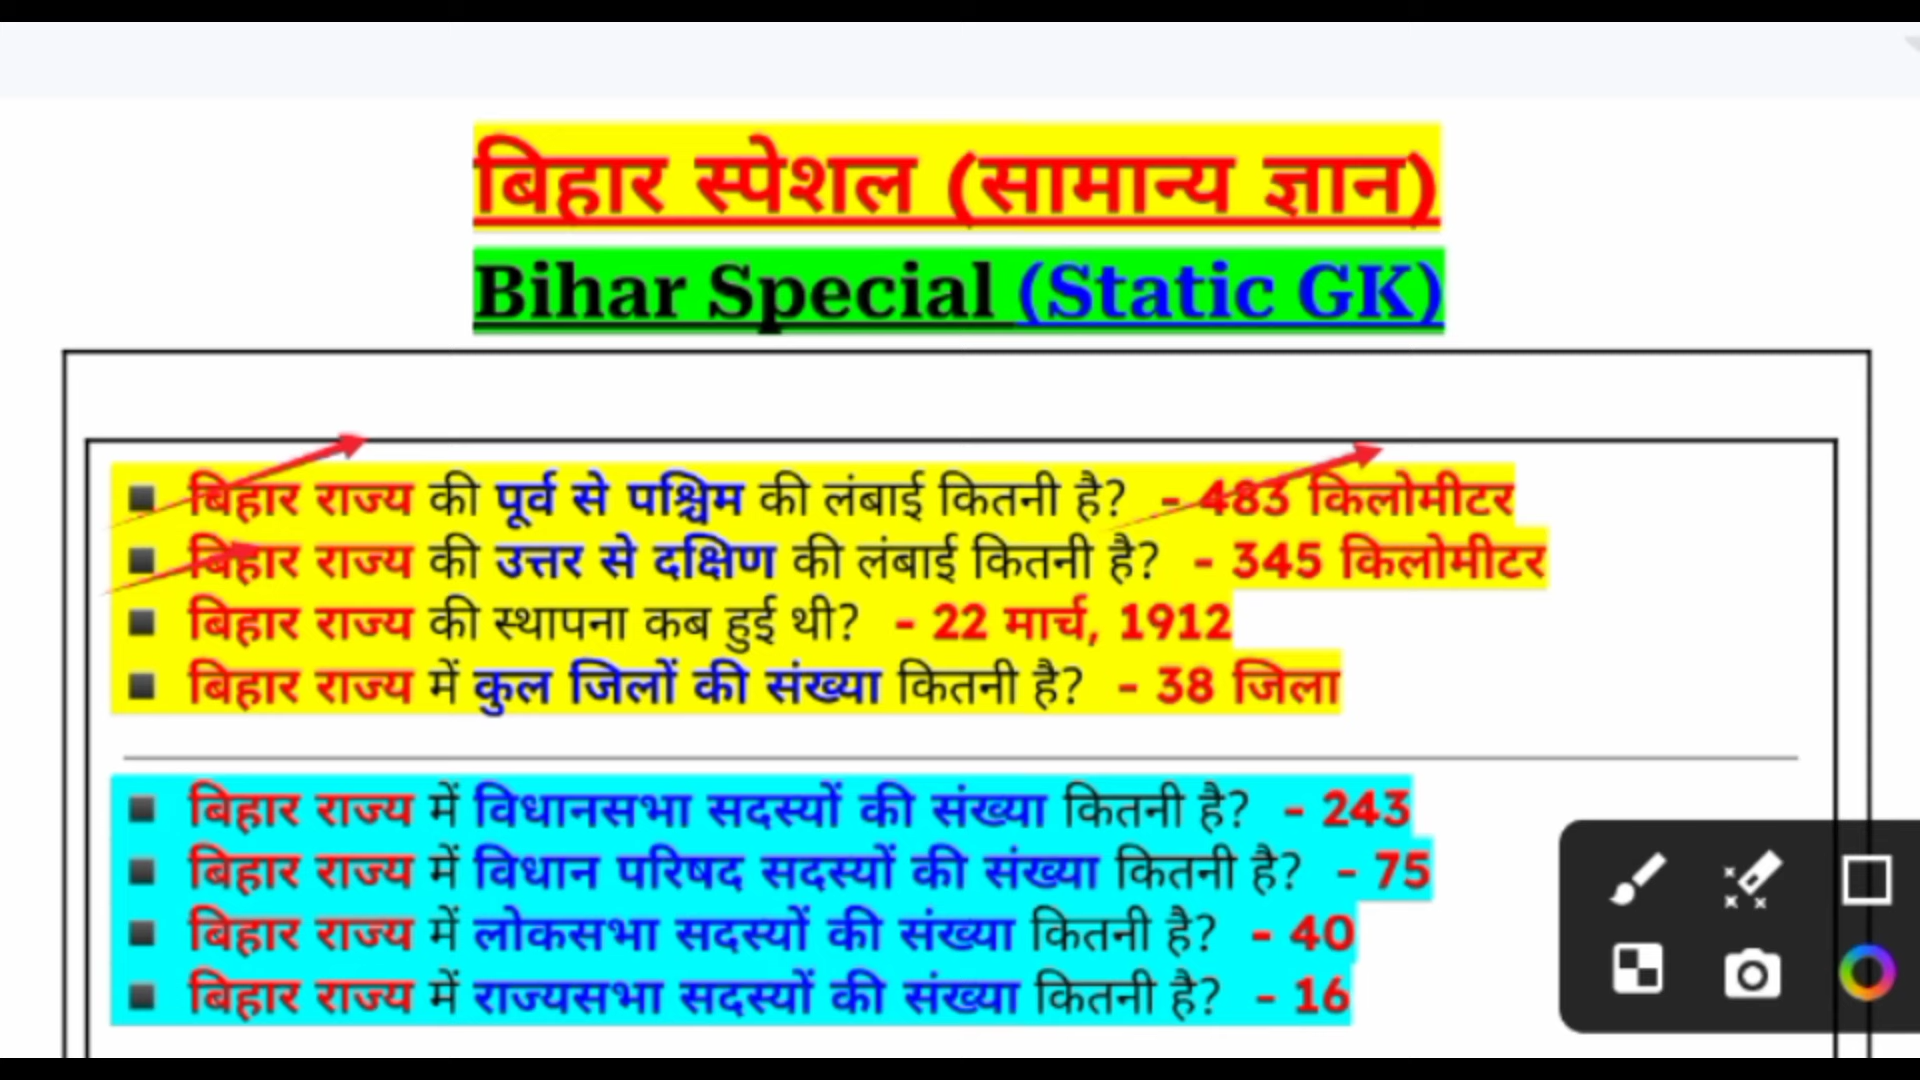 बिहार स्पेशल (सामान्य ज्ञान)
Bihar Special (Static GK)
▪ बिहार राज्य की पूर्व से पश्चिम की लंबाई कितनी है? - 483 किलोमीटर
▪ बिहार राज्य की उत्तर से दक्षिण की लंबाई कितनी है? - 345 किलोमीटर
▪ बिहार राज्य की स्थापना कब हुई थी? - 22 मार्च, 1912
▪ बिहार राज्य में कुल जिलों की संख्या कितनी है? - 38 जिला
▪ बिहार राज्य में विधानसभा सदस्यों की संख्या कितनी है? - 243
▪ बिहार राज्य में विधान परिषद सदस्यों की संख्या कितनी है? - 75
▪ बिहार राज्य में लोकसभा सदस्यों की संख्या कितनी है? - 40
▪ बिहार राज्य में राज्यसभा सदस्यों की संख्या कितनी है? - 16